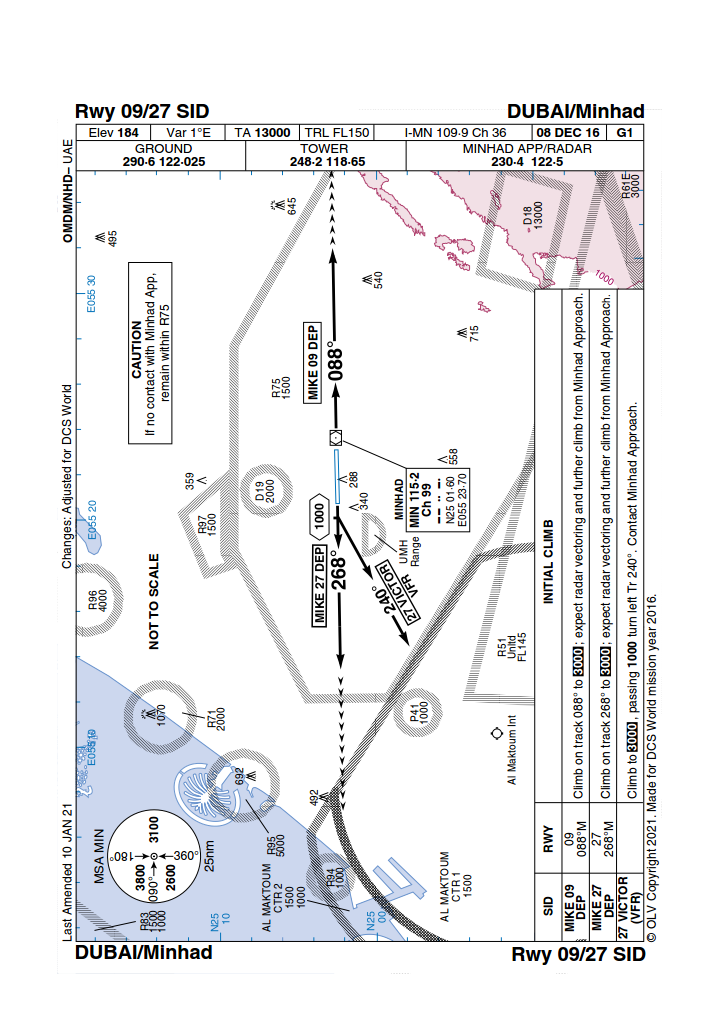 Rwy 09/27 SID
DUBAI/Minhad
Elev 184
Var 1°E
TA 13000
TRL FL150
I-MN 109·9 Ch 36
08 DEC 16
G1
GROUND
290·6 122·025
TOWER
248·2 118·65
MINHAD APP/RADAR
230·4 122·5
OMDM/NHD– UAE
Changes: Adjusted for DCS World
Last Amended 10 JAN 21
E055 30
E055 20
E055 10
495
645
CAUTION
If no contact with Minhad App,
remain within R75
MIKE 09 DEP
088°
R75
1500
540
715
D18
13000
R61E
3000
1000
359
D19
2000
R97
1500
288
340
558
1000
MINHAD
MIN 115·2
Ch 99
N25 01·60
E055 23·70
UMH
Range
MIKE 27 DEP
268°
27 VICTOR
VFR
240°
NOT TO SCALE
R96
4000
R51
Unltd
FL145
1070
R71
2000
P41
1000
Al Maktoum Int
692
492
R95
5000
MSA MIN
3100
180°
360°
090°
090°
3800
2600
25nm
R83
1500
1000
N25
10
AL MAKTOUM
CTR 2
1500
1000
R94
1000
N25
00
AL MAKTOUM
CTR 1
1500
SID
RWY
INITIAL CLIMB
MIKE 09
DEP
09
088°M
Climb on track 088° to 3000; expect radar vectoring and further climb from Minhad Approach.
MIKE 27
DEP
27
268°M
Climb on track 268° to 3000; expect radar vectoring and further climb from Minhad Approach.
27 VICTOR
(VFR)
Climb to 3000, passing 1000 turn left Tr 240°. Contact Minhad Approach.
© OLV Copyright 2021. Made for DCS World mission year 2016.
DUBAI/Minhad
Rwy 09/27 SID